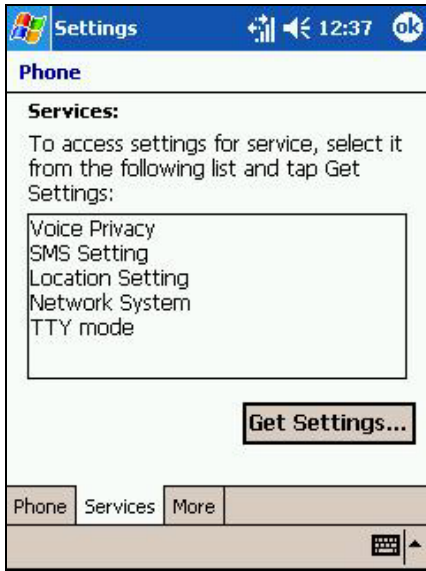 Settings 12:37 ok
Phone
Services:
To access settings for service, select it
from the following list and tap Get
Settings:
Voice Privacy
SMS Setting
Location Setting
Network System
TTY mode
Get Settings...
Phone Services More